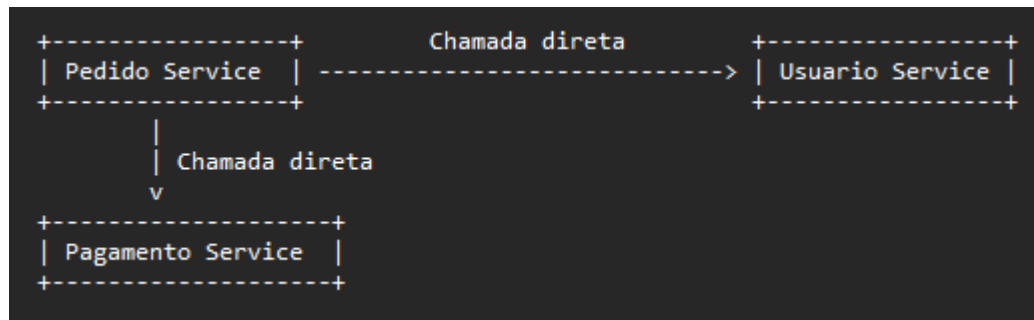 +-----------------+         Chamada direta         +-----------------+
| Pedido Service  | -----------------------------> | Usuario Service |
+-----------------+                                +-----------------+
        |
        | Chamada direta
        v
+--------------------+
| Pagamento Service  |
+--------------------+